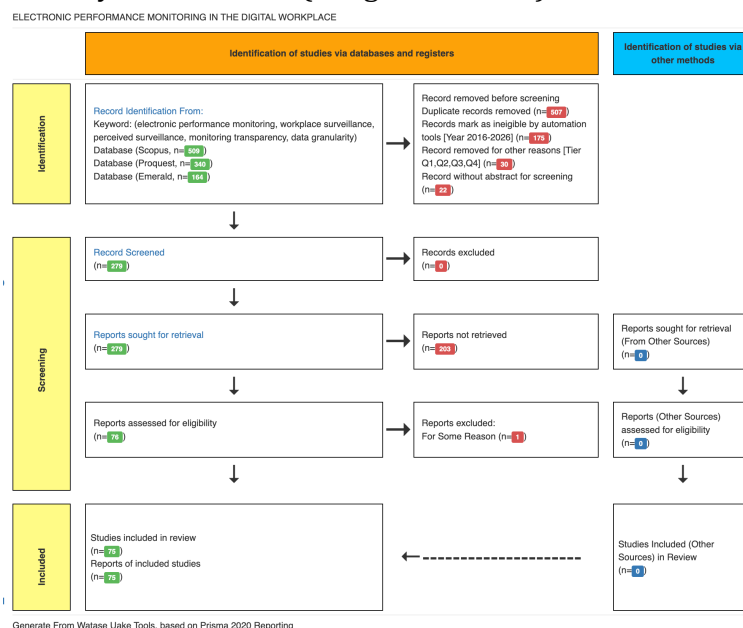 ELECTRONIC PERFORMANCE MONITORING IN THE DIGITAL WORKPLACE
Identification of studies via databases and registers
Identification of studies via
other methods
Identification
Record Identification From:
Keyword: (electronic performance monitoring, workplace surveillance,
perceived surveillance, monitoring transparency, data granularity)
Database (Scopus, n= 509 )
Database (Proquest, n= 340 )
Database (Emerald, n= 164 )
Record removed before screening
Duplicate records removed (n= 507 )
Records mark as ineligible by automation
tools [Year 2016-2026] (n= 175 )
Record removed for other reasons [Tier
Q1,Q2,Q3,Q4] (n= 30 )
Record without abstract for screening
(n= 22 )
Screening
Record Screened
(n= 279 )
Records excluded
(n= 0 )
Reports sought for retrieval
(n= 279 )
Reports not retrieved
(n= 203 )
Reports sought for retrieval
(From Other Sources)
(n= 0 )
Reports assessed for eligibility
(n= 76 )
Reports excluded:
For Some Reason (n= 1 )
Reports (Other Sources)
assessed for eligibility
(n= 0 )
Included
Studies included in review
(n= 75 )
Reports of included studies
(n= 75 )
Studies Included (Other
Sources) in Review
(n= 0 )
Generate From Watase Uake Tools, based on Prisma 2020 Reporting